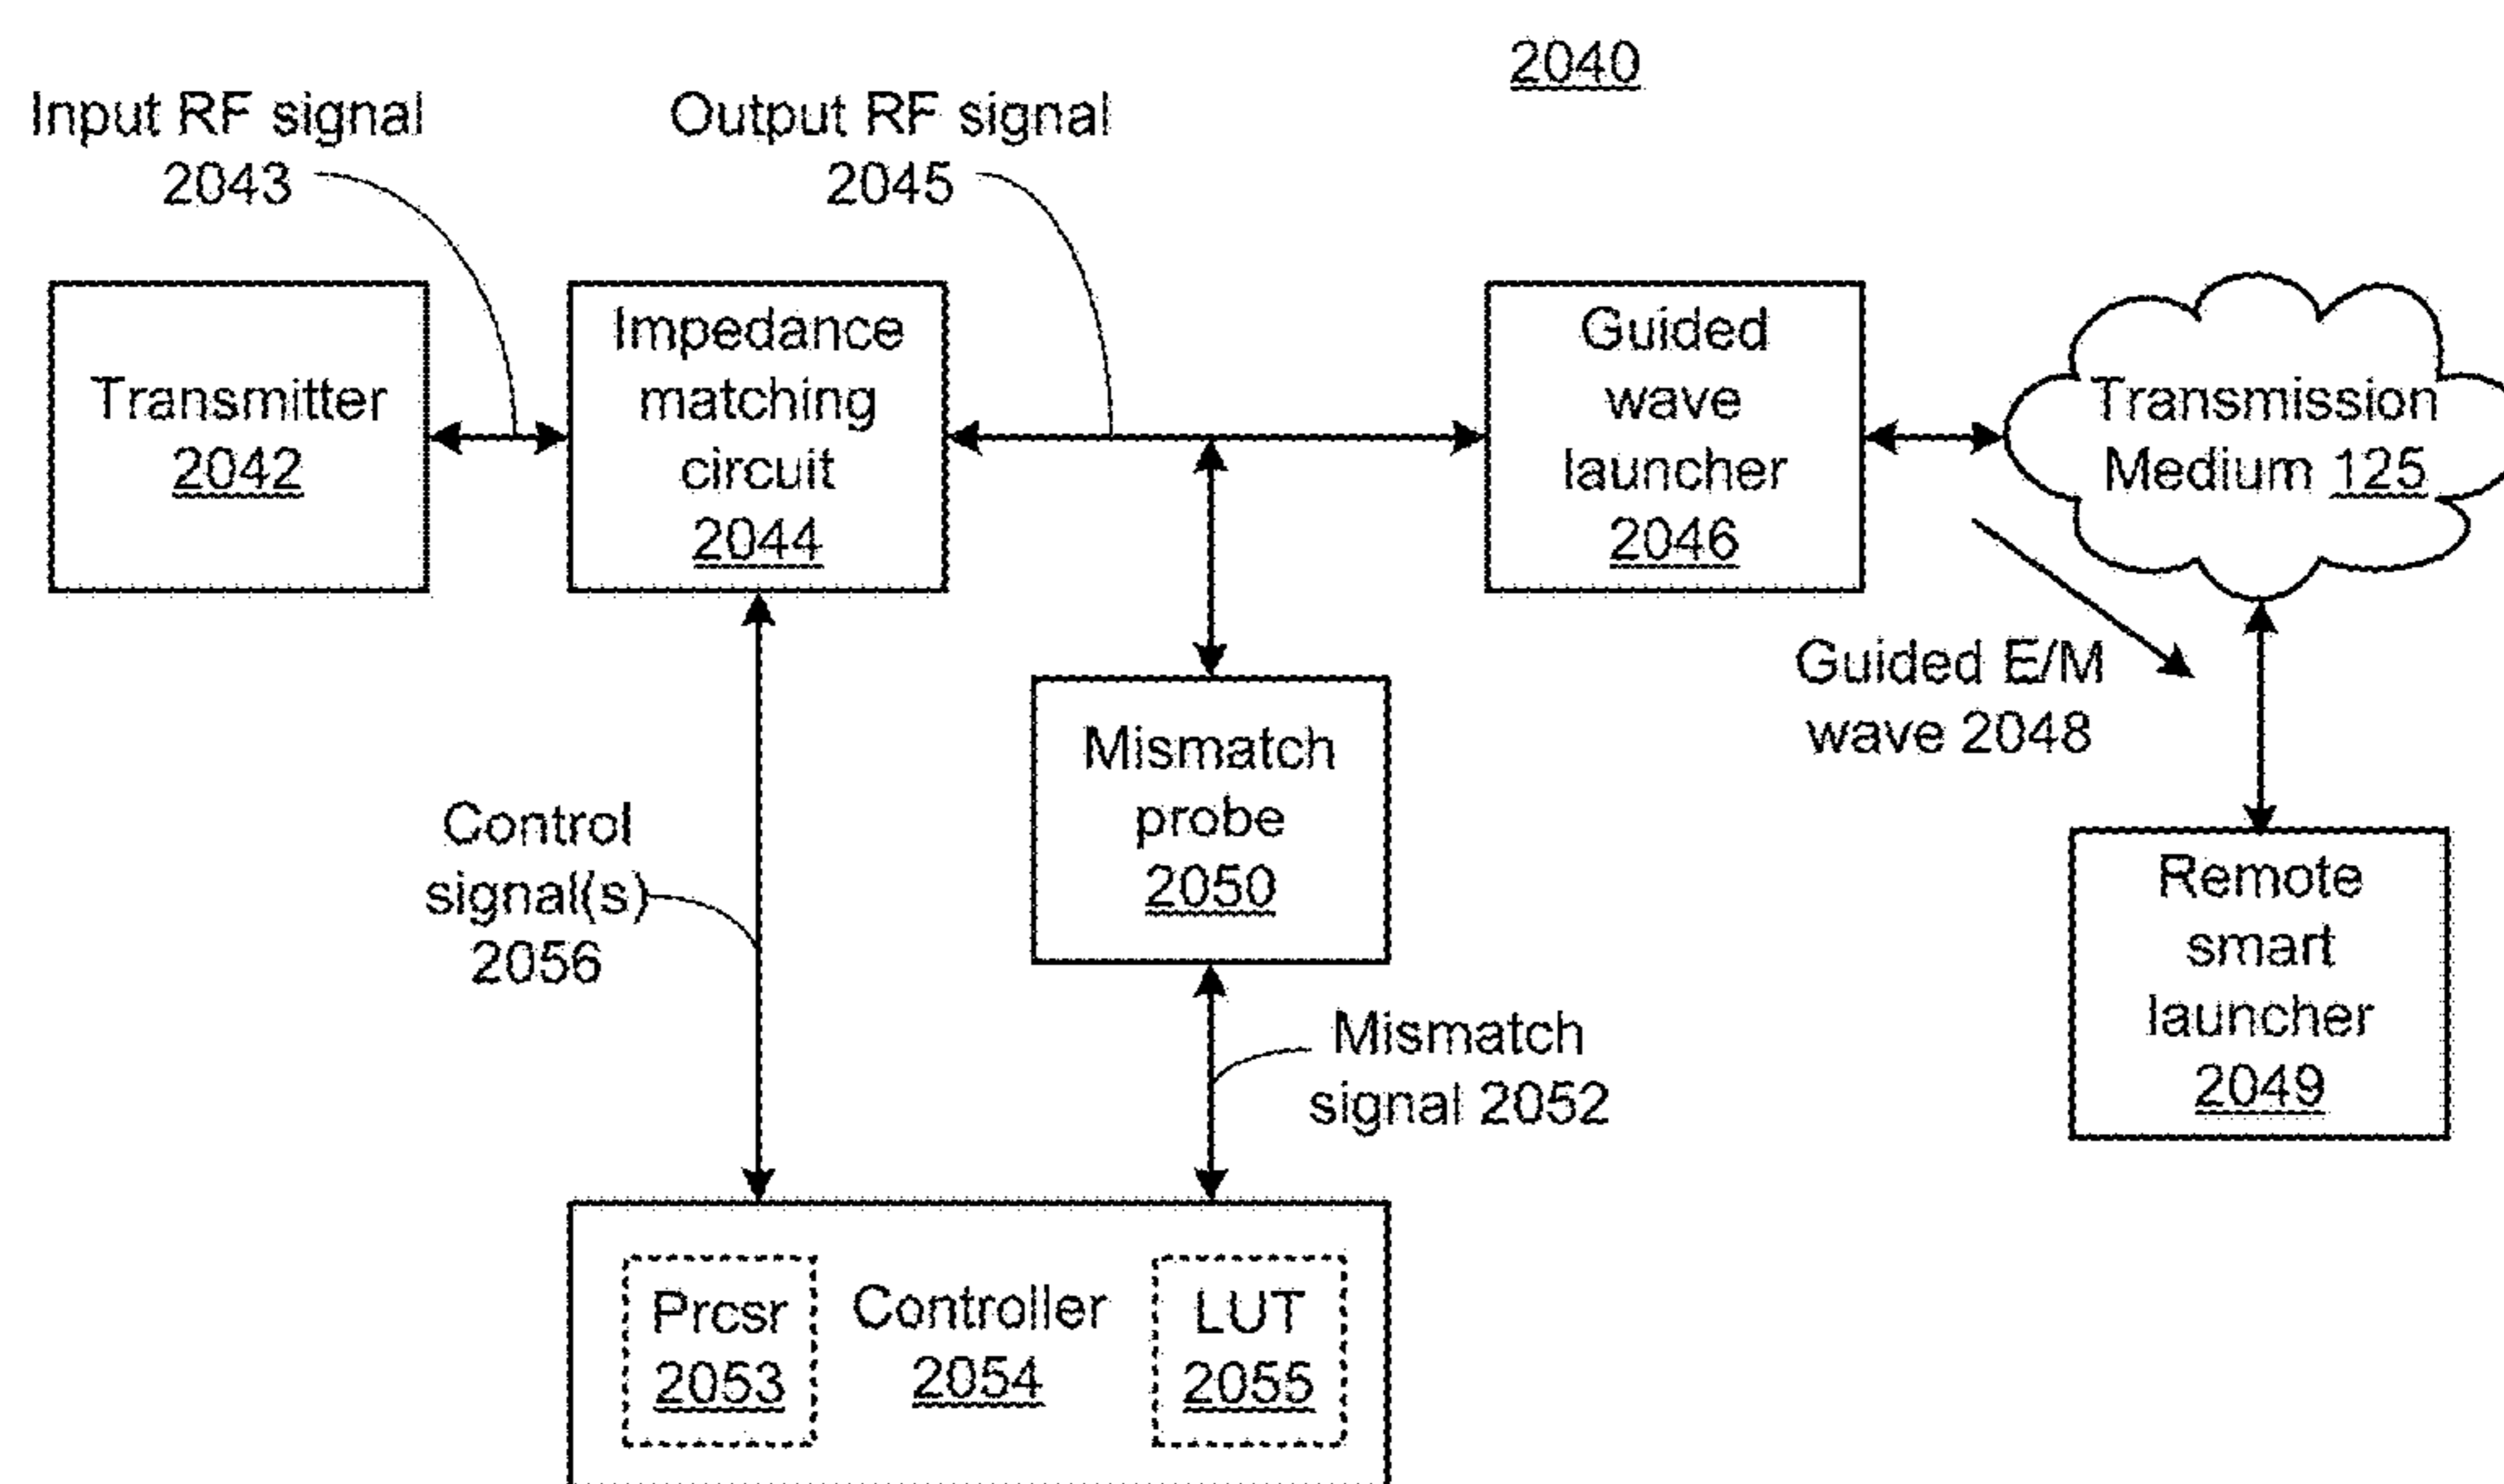 2040
Input RF signal
2043
Output RF signal
2045
Transmitter
2042
Impedance
matching
circuit
2044
Guided
wave
launcher
2046
Transmission
Medium 125
Guided E/M
wave 2048
Mismatch
probe
2050
Control
signal(s)
2056
Remote
smart
launcher
2049
Mismatch
signal 2052
Prcsr
2053
Controller
2054
LUT
2055